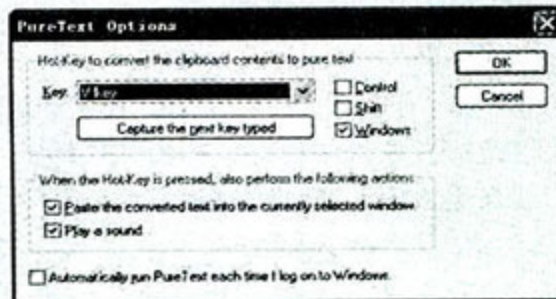 PureText Options
Hot-Key to convert the clipboard contents to pure text
Key: V Key
Control
Shift
Windows
Capture the next key typed
OK
Cancel
When the Hot-Key is pressed, also perform the following actions
Paste the converted text into the currently selected window
Play a sound
Automatically run PureText each time I log on to Windows.